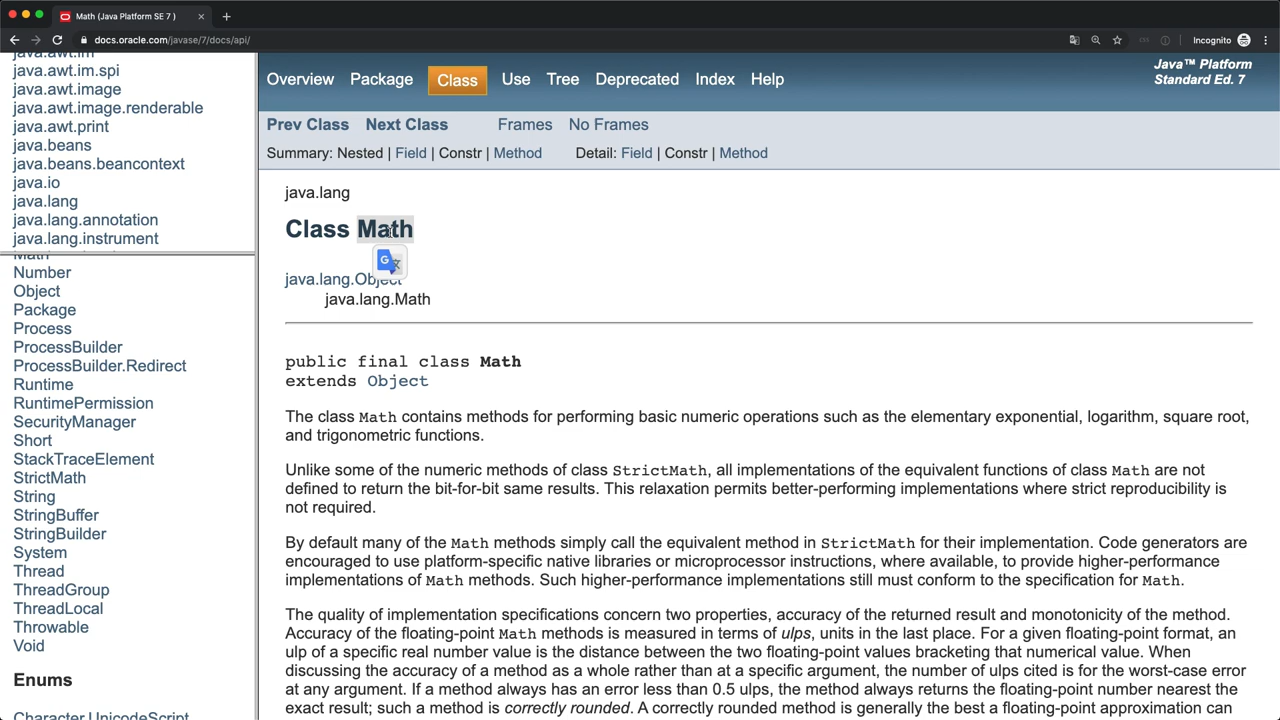 Math (Java Platform SE 7 )
docs.oracle.com/javase/7/docs/api/
Incognito
java.awt.im
java.awt.im.spi
java.awt.image
java.awt.image.renderable
java.awt.print
java.beans
java.beans.beancontext
java.io
java.lang
java.lang.annotation
java.lang.instrument
Math
Number
Object
Package
Process
ProcessBuilder
ProcessBuilder.Redirect
Runtime
RuntimePermission
SecurityManager
Short
StackTraceElement
StrictMath
String
StringBuffer
StringBuilder
System
Thread
ThreadGroup
ThreadLocal
Throwable
Void
Enums
Character.UnicodeScript
Overview Package Class Use Tree Deprecated Index Help
Java™ Platform
Standard Ed. 7
Prev Class Next Class Frames No Frames
Summary: Nested | Field | Constr | Method Detail: Field | Constr | Method
java.lang
Class Math
java.lang.Object
java.lang.Math
public final class Math
extends Object
The class Math contains methods for performing basic numeric operations such as the elementary exponential, logarithm, square root,
and trigonometric functions.
Unlike some of the numeric methods of class StrictMath, all implementations of the equivalent functions of class Math are not
defined to return the bit-for-bit same results. This relaxation permits better-performing implementations where strict reproducibility is
not required.
By default many of the Math methods simply call the equivalent method in StrictMath for their implementation. Code generators are
encouraged to use platform-specific native libraries or microprocessor instructions, where available, to provide higher-performance
implementations of Math methods. Such higher-performance implementations still must conform to the specification for Math.
The quality of implementation specifications concern two properties, accuracy of the returned result and monotonicity of the method.
Accuracy of the floating-point Math methods is measured in terms of ulps, units in the last place. For a given floating-point format, an
ulp of a specific real number value is the distance between the two floating-point values bracketing that numerical value. When
discussing the accuracy of a method as a whole rather than at a specific argument, the number of ulps cited is for the worst-case error
at any argument. If a method always has an error less than 0.5 ulps, the method always returns the floating-point number nearest the
exact result; such a method is correctly rounded. A correctly rounded method is generally the best a floating-point approximation can